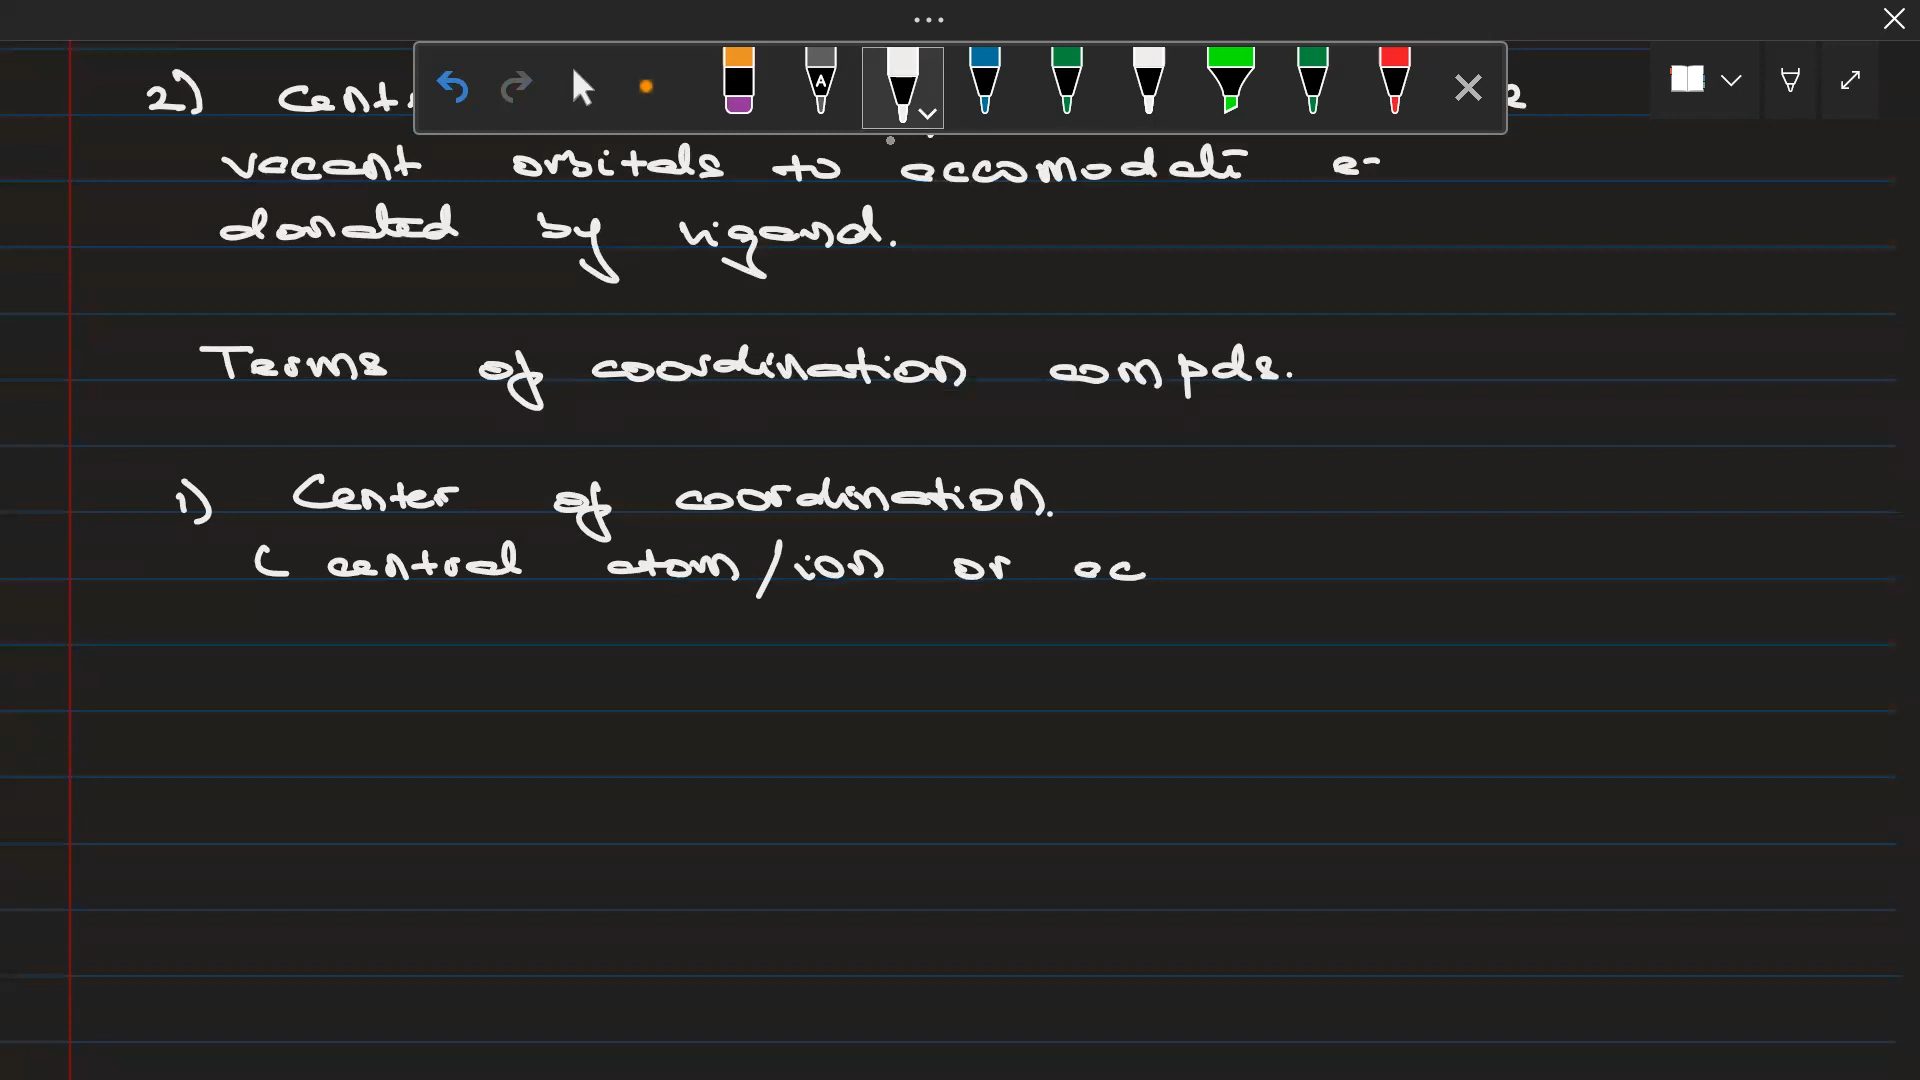 2) Cent
vacant orbitals to accomodate e-
donated by ligand.
Terms of coordination compds.
1) Center of coordination.
( central atom/ion or ac